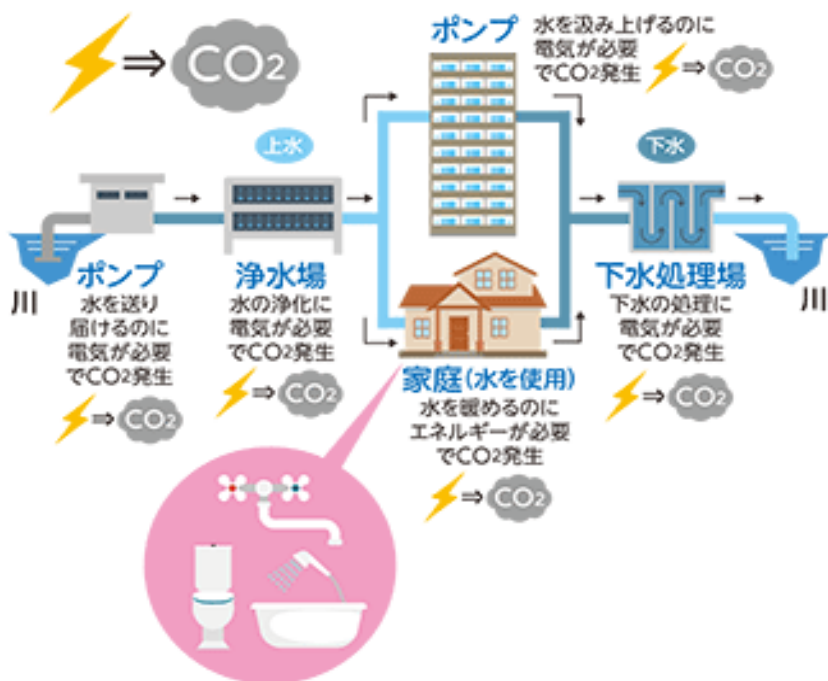 CO2
ポンプ
水を汲み上げるのに
電気が必要
でCO2発生
CO2
上水
下水
川
ポンプ
水を送り
届けるのに
電気が必要
でCO2発生
CO2
浄水場
水の浄化に
電気が必要
でCO2発生
CO2
家庭(水を使用)
水を暖めるのに
エネルギーが必要
でCO2発生
CO2
下水処理場
下水の処理に
電気が必要
でCO2発生
CO2
川